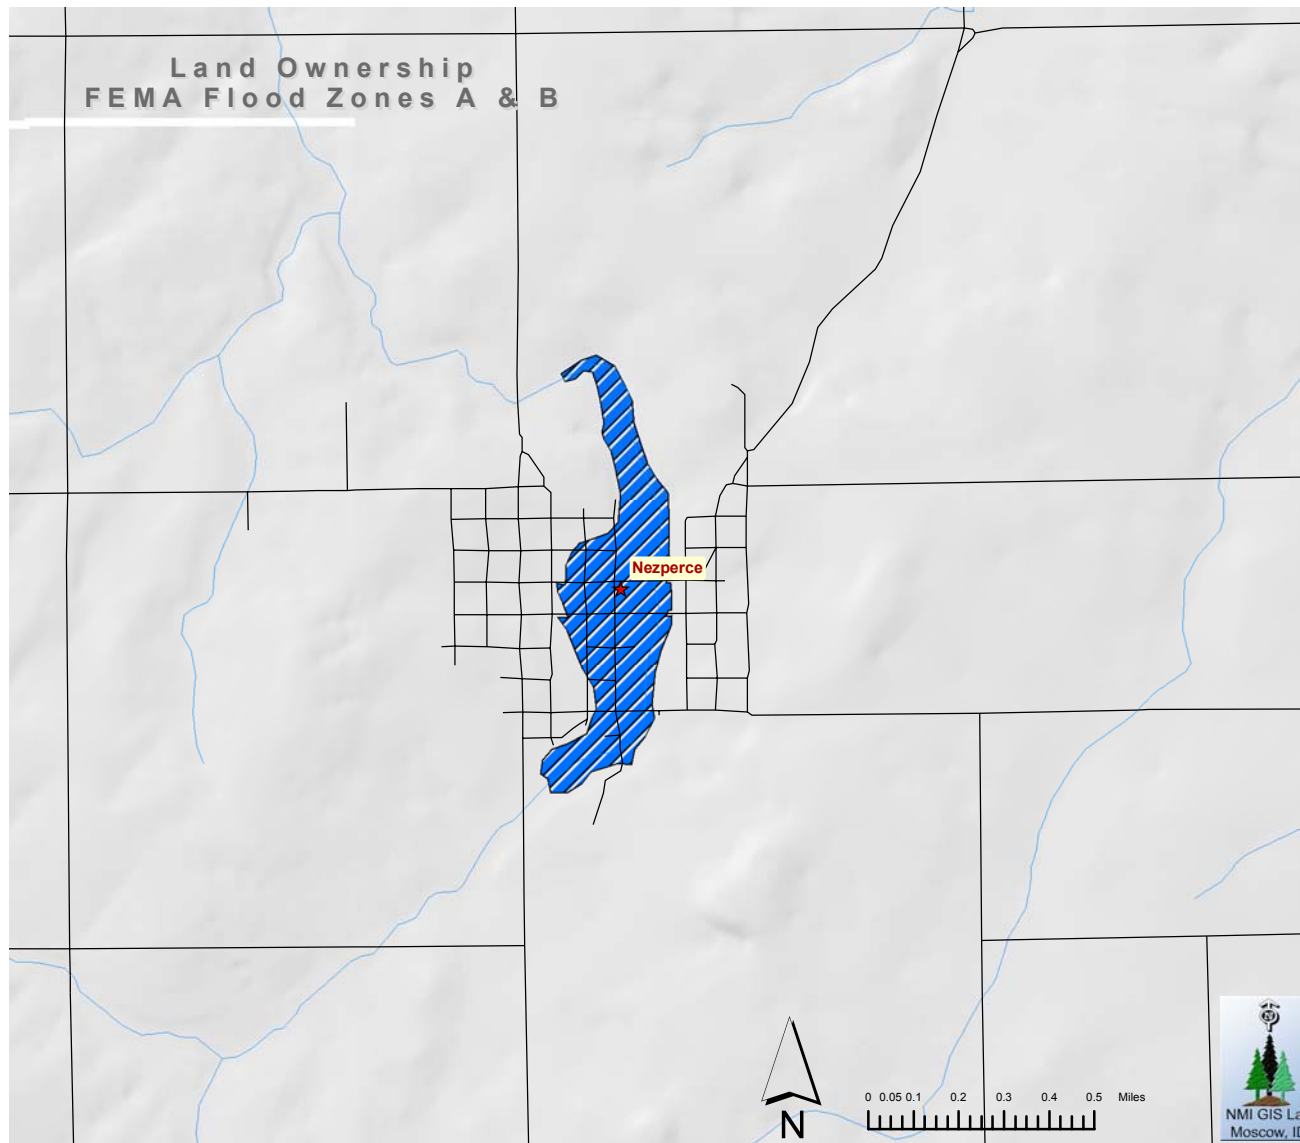 Land Ownership
FEMA Flood Zones A & B
Nezperce
0 0.05 0.1 0.2 0.3 0.4 0.5 Miles
N
N
NMI GIS La
Moscow, ID